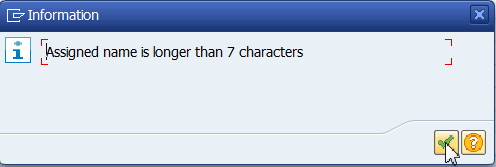 Information
Assigned name is longer than 7 characters